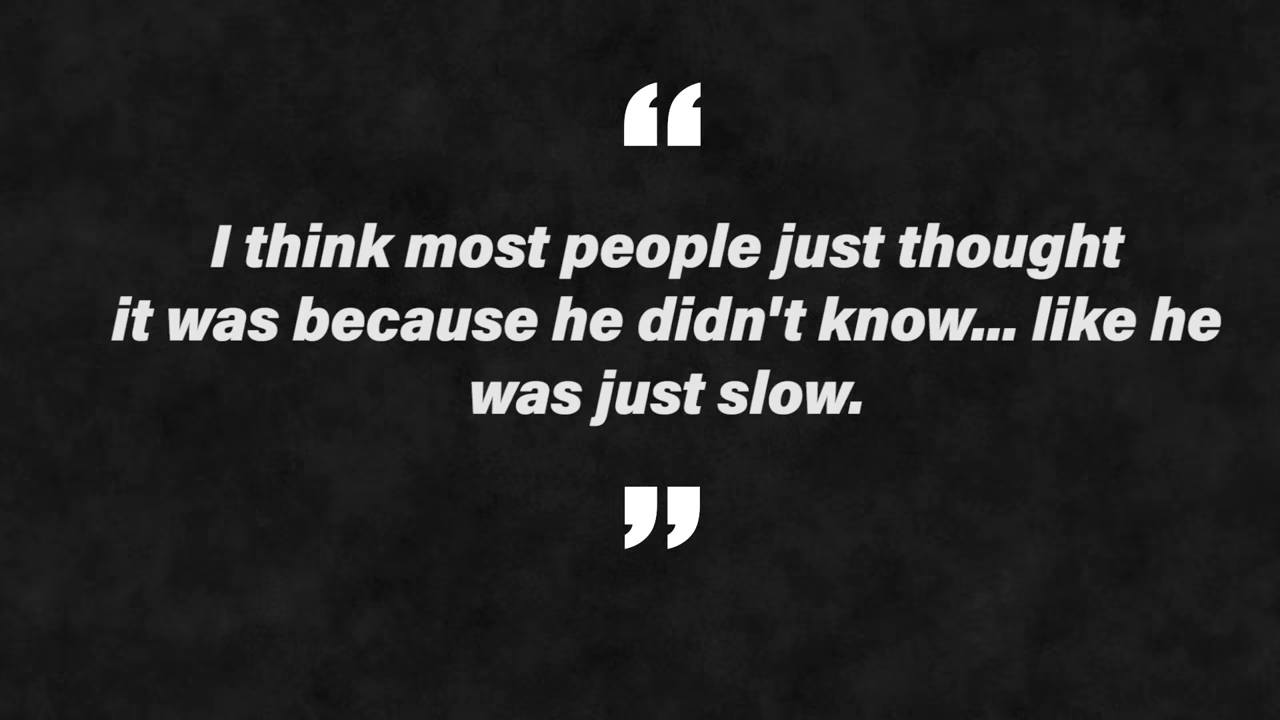 “
I think most people just thought
it was because he didn't know... like he
was just slow.
”